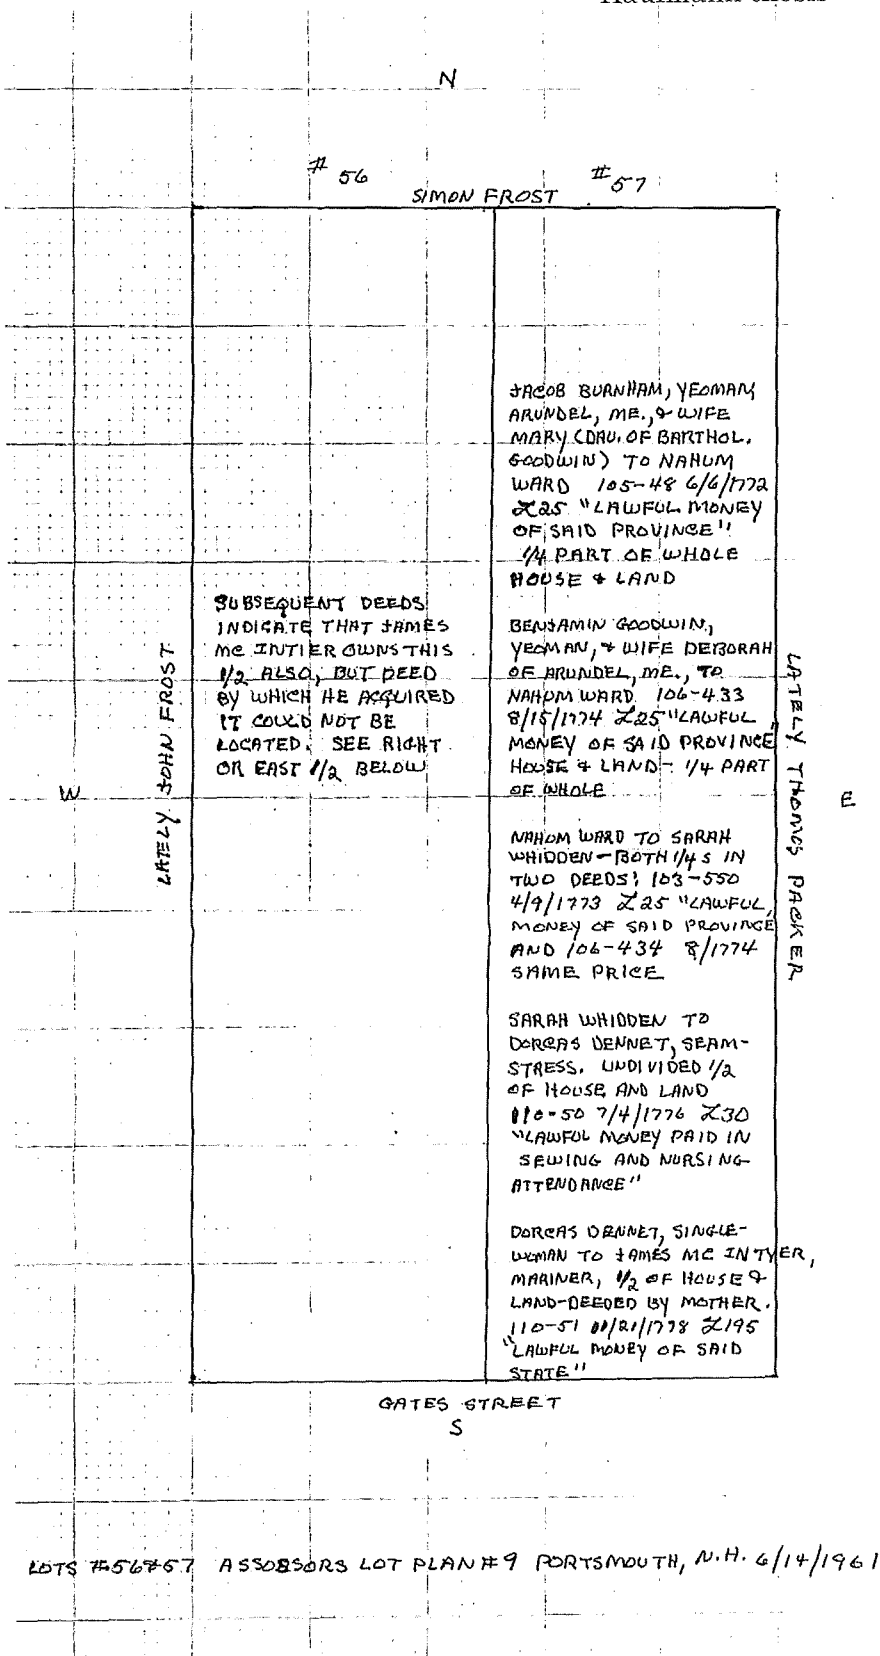 N
# 56
# 57
SIMON FROST
JACOB BURNHAM, YEOMAN,
ARUNDEL, ME., & WIFE
MARY (DAU. OF BARTHOL.
GOODWIN) TO NAHUM
WARD 105-48 6/6/1772
£25 "LAWFUL MONEY
OF SAID PROVINCE"
1/4 PART OF WHOLE
HOUSE & LAND
SUBSEQUENT DEEDS
INDICATE THAT JAMES
MC INTIER OWNS THIS
1/2 ALSO, BUT DEED
BY WHICH HE ACQUIRED
IT COULD NOT BE
LOCATED. SEE RIGHT
OR EAST 1/2 BELOW
BENJAMIN GOODWIN,
YEOMAN, & WIFE DEBORAH
OF ARUNDEL, ME., TO
NAHUM WARD 106-433
8/15/1774 £25 "LAWFUL
MONEY OF SAID PROVINCE
HOUSE & LAND - 1/4 PART
OF WHOLE
LATELY JOHN FROST
W
LATELY THOMAS PACKER
E
NAHUM WARD TO SARAH
WHIDDEN - BOTH 1/4 S IN
TWO DEEDS: 103-550
4/9/1773 £25 "LAWFUL
MONEY OF SAID PROVINCE
AND 106-434 8/1774
SAME PRICE
SARAH WHIDDEN TO
DORCAS DENNET, SEAM-
STRESS. UNDIVIDED 1/2
OF HOUSE AND LAND
110-50 7/4/1776 £30
"LAWFUL MONEY PAID IN
SEWING AND NURSING
ATTENDANCE"
DORCAS DENNET, SINGLE-
WOMAN TO JAMES MC INTYER,
MARINER, 1/2 OF HOUSE &
LAND-DEEDED BY MOTHER.
110-51 11/21/1778 £195
"LAWFUL MONEY OF SAID
STATE"
GATES STREET
S
LOTS #56#57 ASSOSSORS LOT PLAN #9 PORTSMOUTH, N.H. 6/14/1961